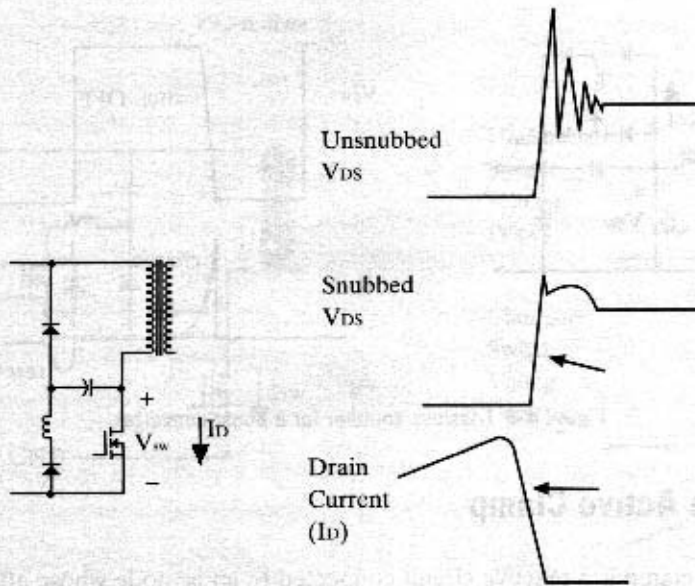 Unsnubbed
VDS
Snubbed
VDS
+
Vsw
ID
−
Drain
Current
(ID)